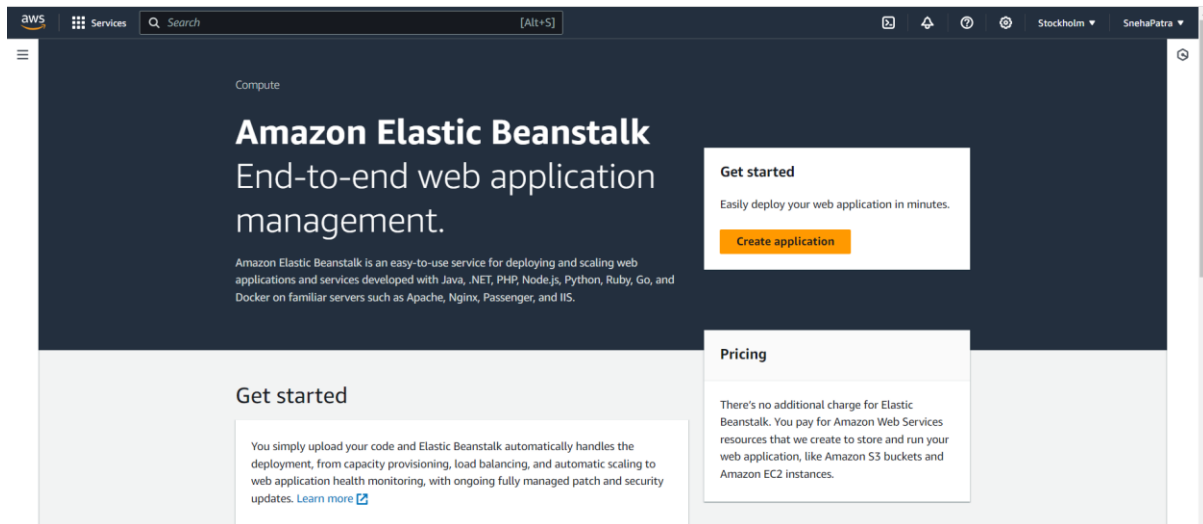 aws
Services
Search
[Alt+S]
Stockholm
SnehaPatra
Compute
Amazon Elastic Beanstalk
End-to-end web application
management.
Amazon Elastic Beanstalk is an easy-to-use service for deploying and scaling web
applications and services developed with Java, .NET, PHP, Node.js, Python, Ruby, Go, and
Docker on familiar servers such as Apache, Nginx, Passenger, and IIS.
Get started
Easily deploy your web application in minutes.
Create application
Pricing
There's no additional charge for Elastic
Beanstalk. You pay for Amazon Web Services
resources that we create to store and run your
web application, like Amazon S3 buckets and
Amazon EC2 instances.
Get started
You simply upload your code and Elastic Beanstalk automatically handles the
deployment, from capacity provisioning, load balancing, and automatic scaling to
web application health monitoring, with ongoing fully managed patch and security
updates. Learn more